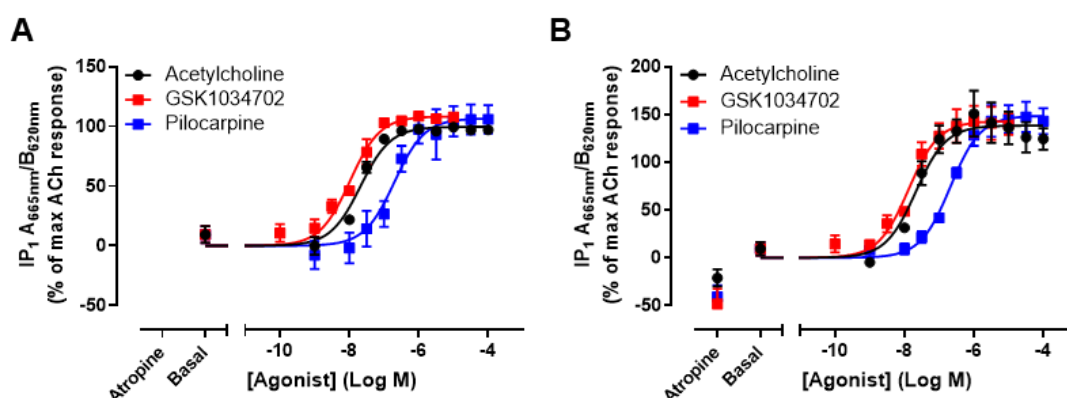 A
IP1 A665nm/B620nm
(% of max ACh response)
150
100
50
0
-50
Acetylcholine
GSK1034702
Pilocarpine
Atropine
Basal
-10
-8
-6
-4
[Agonist] (Log M)
B
IP1 A665nm/B620nm
(% of max ACh response)
200
150
100
50
0
-50
Acetylcholine
GSK1034702
Pilocarpine
Atropine
Basal
-10
-8
-6
-4
[Agonist] (Log M)